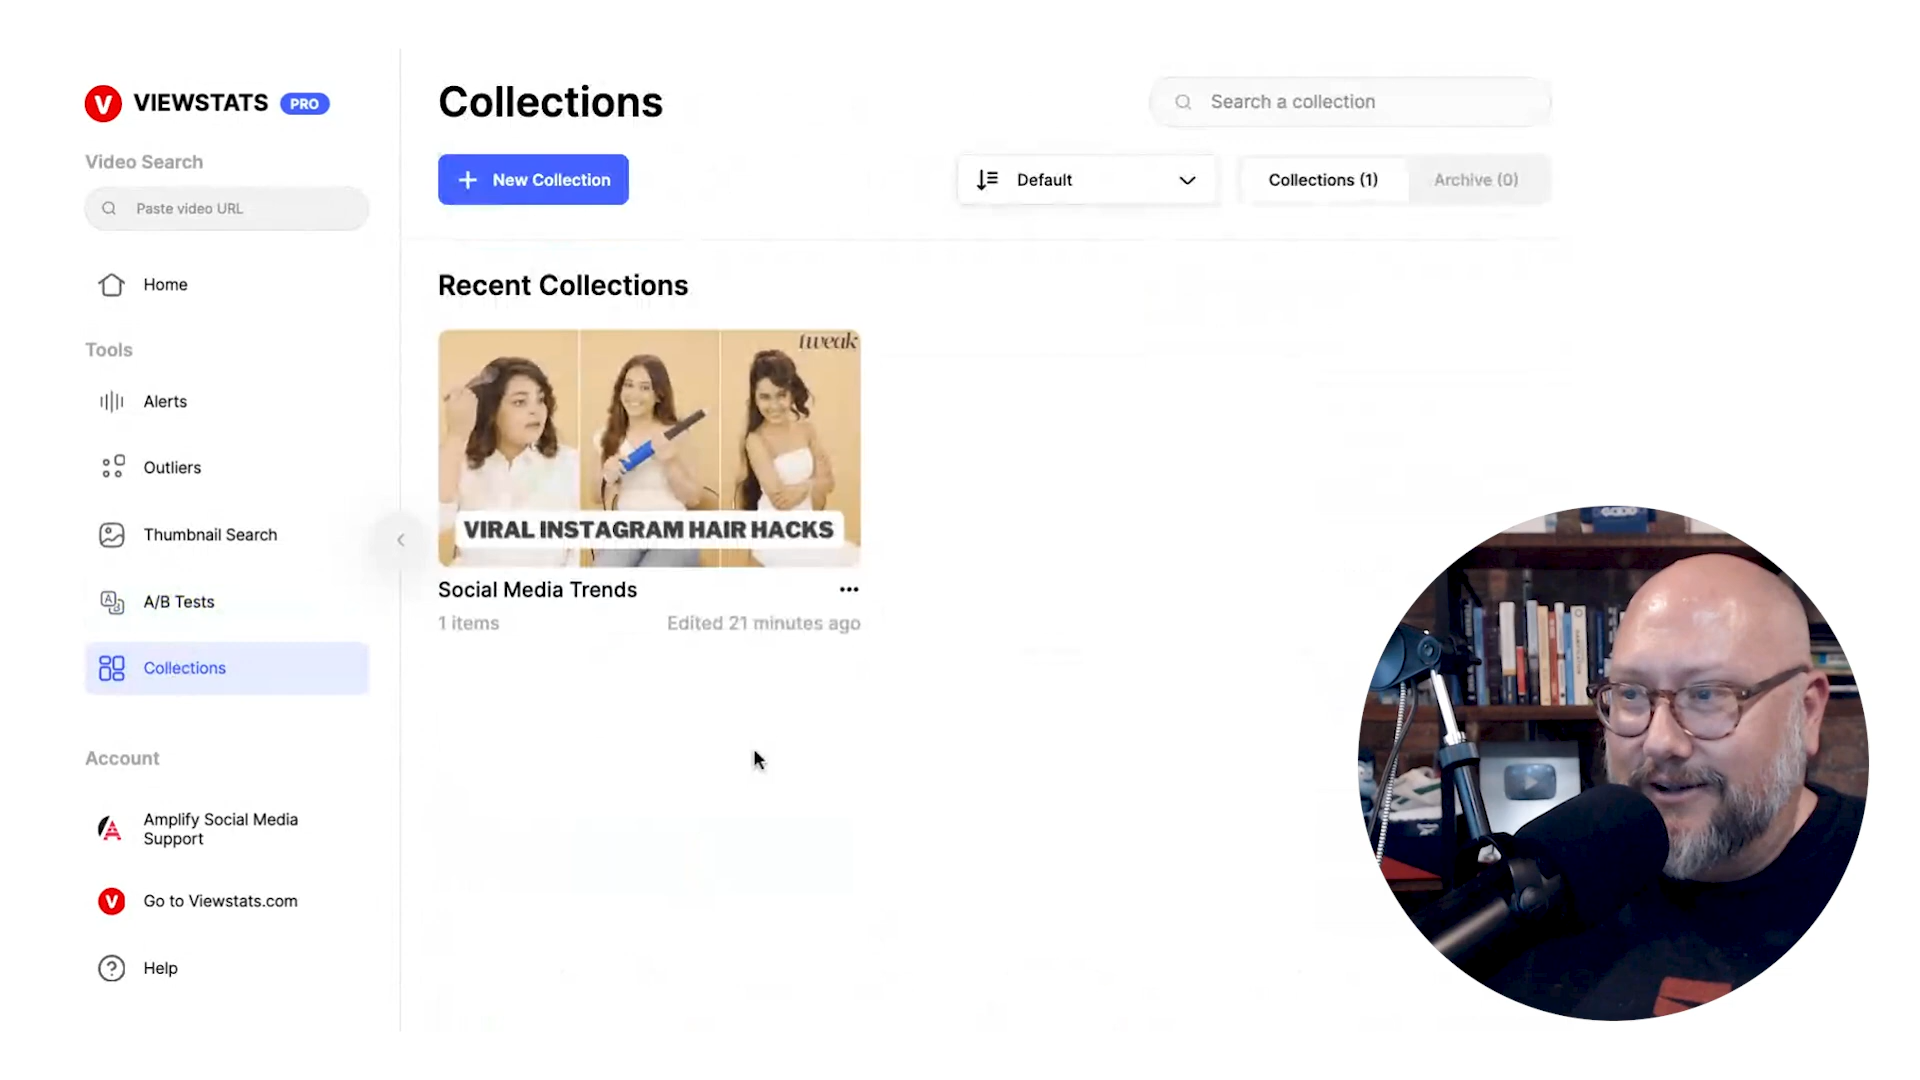 VIEWSTATS PRO
Video Search
Paste video URL
Home
Tools
Alerts
Outliers
Thumbnail Search
A/B Tests
Collections
Account
Amplify Social Media
Support
Go to Viewstats.com
Help
Collections
Search a collection
New Collection
Default
Collections (1)
Archive (0)
Recent Collections
tweak
VIRAL INSTAGRAM HAIR HACKS
Social Media Trends
1 items
Edited 21 minutes ago